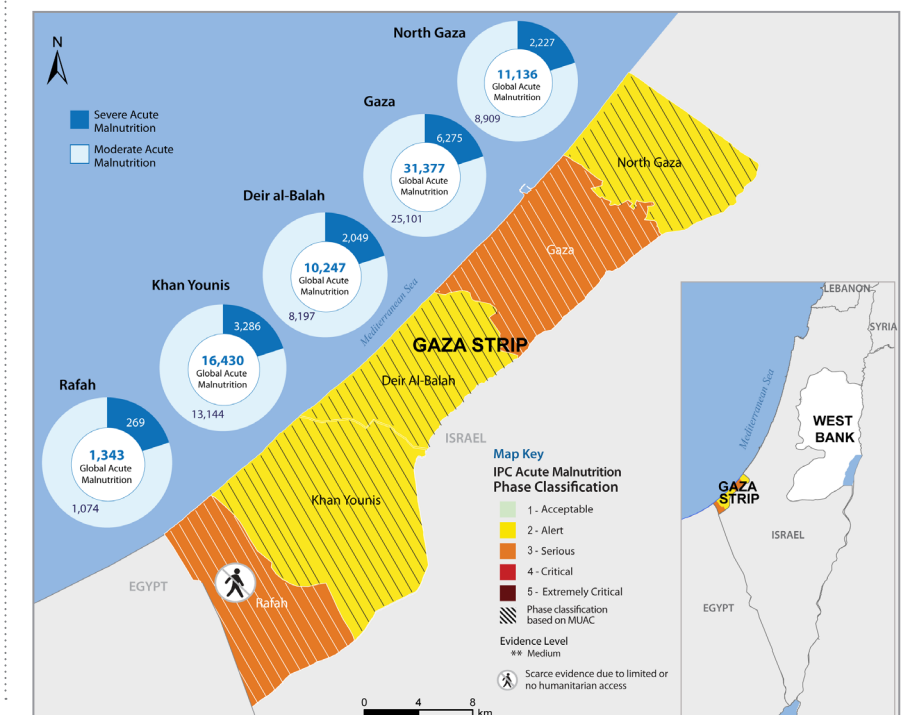 N
Severe Acute
Malnutrition
Moderate Acute
Malnutrition
North Gaza
2,227
11,136
Global Acute
Malnutrition
8,909
Gaza
6,275
31,377
Global Acute
Malnutrition
25,101
Deir al-Balah
2,049
10,247
Global Acute
Malnutrition
8,197
Khan Younis
3,286
16,430
Global Acute
Malnutrition
13,144
Rafah
269
1,343
Global Acute
Malnutrition
1,074
North Gaza
Gaza
Mediterranean Sea
GAZA STRIP
Deir Al-Balah
ISRAEL
Khan Younis
EGYPT
Rafah
Map Key
IPC Acute Malnutrition
Phase Classification
1 - Acceptable
2 - Alert
3 - Serious
4 - Critical
5 - Extremely Critical
Phase classification
based on MUAC
Evidence Level
** Medium
Scarce evidence due to limited or
no humanitarian access
0 4 8
km
LEBANON
SYRIA
Mediterranean Sea
WEST
BANK
GAZA
STRIP
ISRAEL
EGYPT